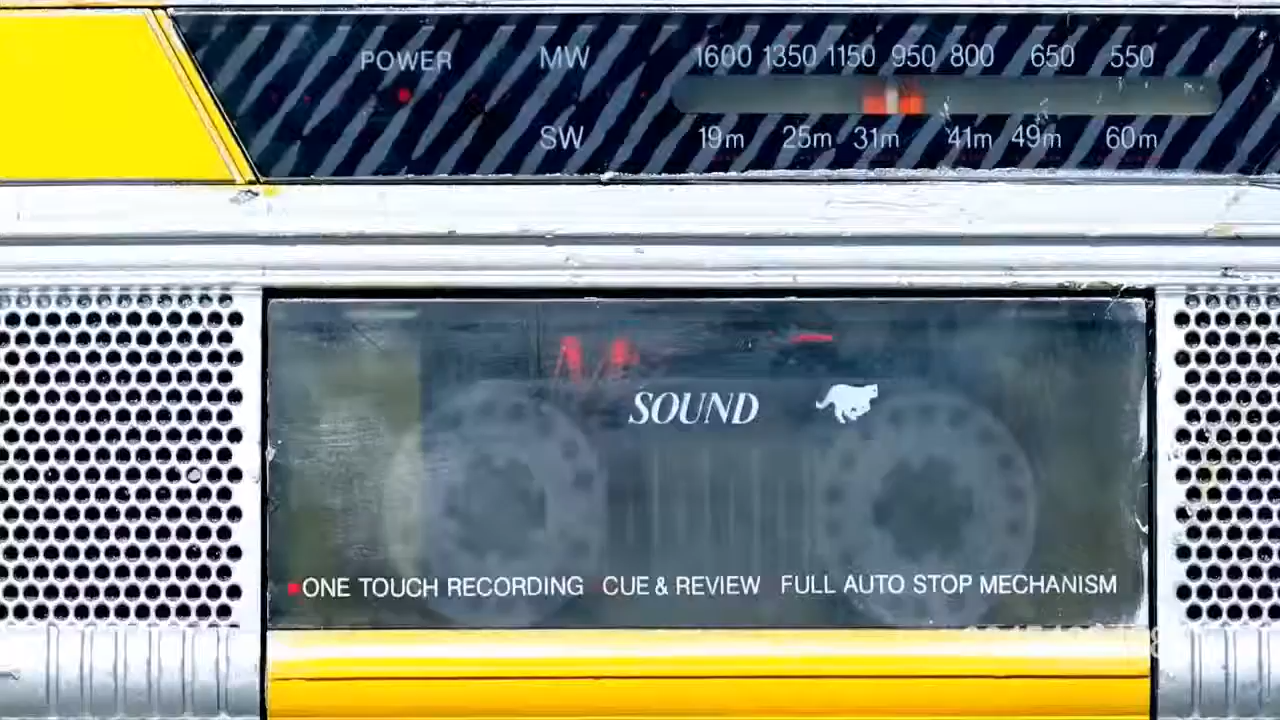 POWER MW 1600 1350 1150 950 800 650 550
SW 19m 25m 31m 41m 49m 60m
SOUND
ONE TOUCH RECORDING CUE & REVIEW FULL AUTO STOP MECHANISM